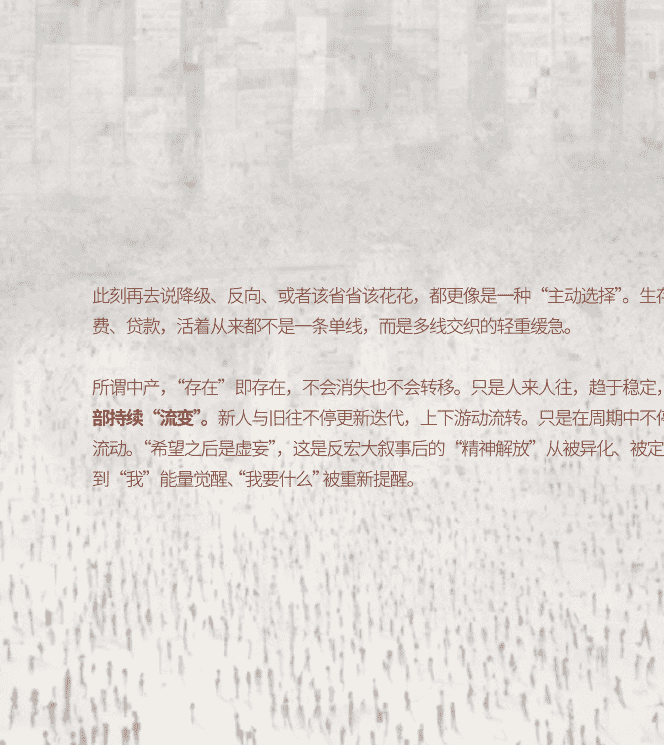 此刻再去说降级、反向、或者该省省该花花，都更像是一种“主动选择”。生存
费、贷款，活着从来都不是一条单线，而是多线交织的轻重缓急。
所谓中产，“存在”即存在，不会消失也不会转移。只是人来人往，趋于稳定，
部持续“流变”。新人与旧往不停更新迭代，上下游动流转。只是在周期中不停
流动。“希望之后是虚妄”，这是反宏大叙事后的“精神解放”从被异化、被定
到“我”能量觉醒、“我要什么”被重新提醒。